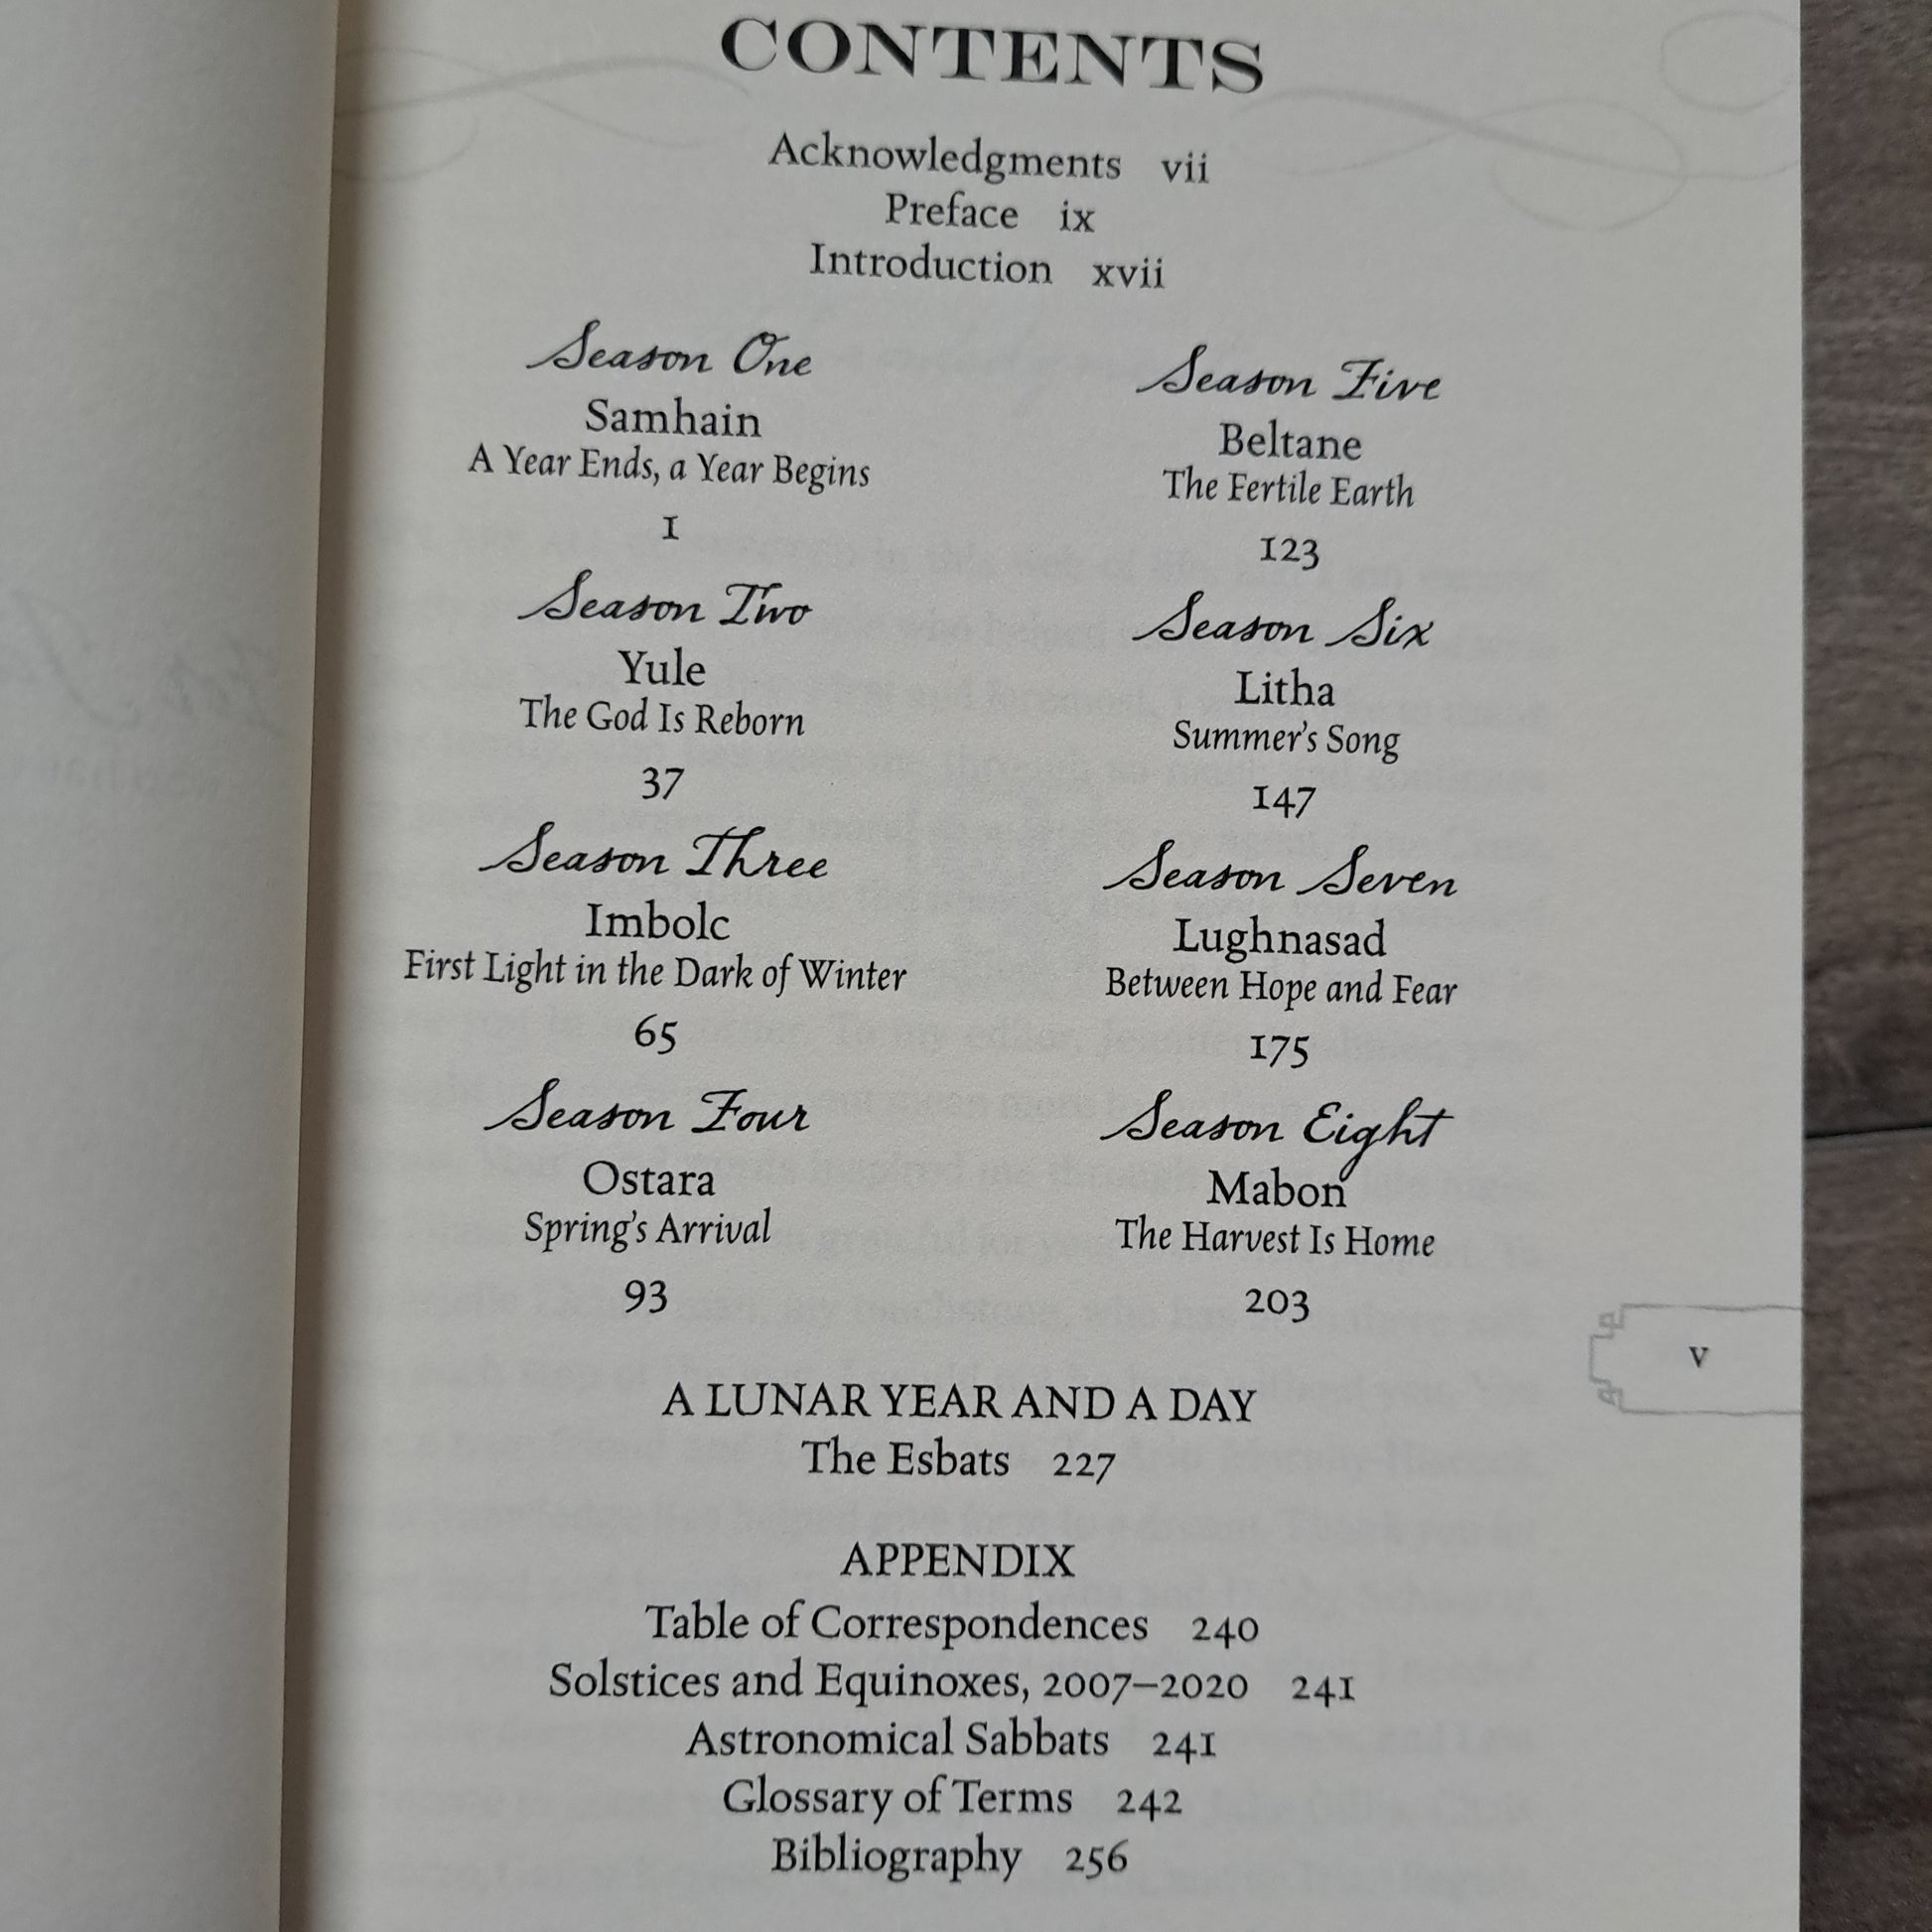 CONTENTS
Acknowledgments vii
Preface ix
Introduction xvii
Season One
Samhain
A Year Ends, a Year Begins
1
Season Two
Yule
The God Is Reborn
37
Season Three
Imbolc
First Light in the Dark of Winter
65
Season Four
Ostara
Spring's Arrival
93
Season Five
Beltane
The Fertile Earth
123
Season Six
Litha
Summer's Song
147
Season Seven
Lughnasad
Between Hope and Fear
175
Season Eight
Mabon
The Harvest Is Home
203
A LUNAR YEAR AND A DAY
The Esbats 227
APPENDIX
Table of Correspondences 240
Solstices and Equinoxes, 2007–2020 241
Astronomical Sabbats 241
Glossary of Terms 242
Bibliography 256
v